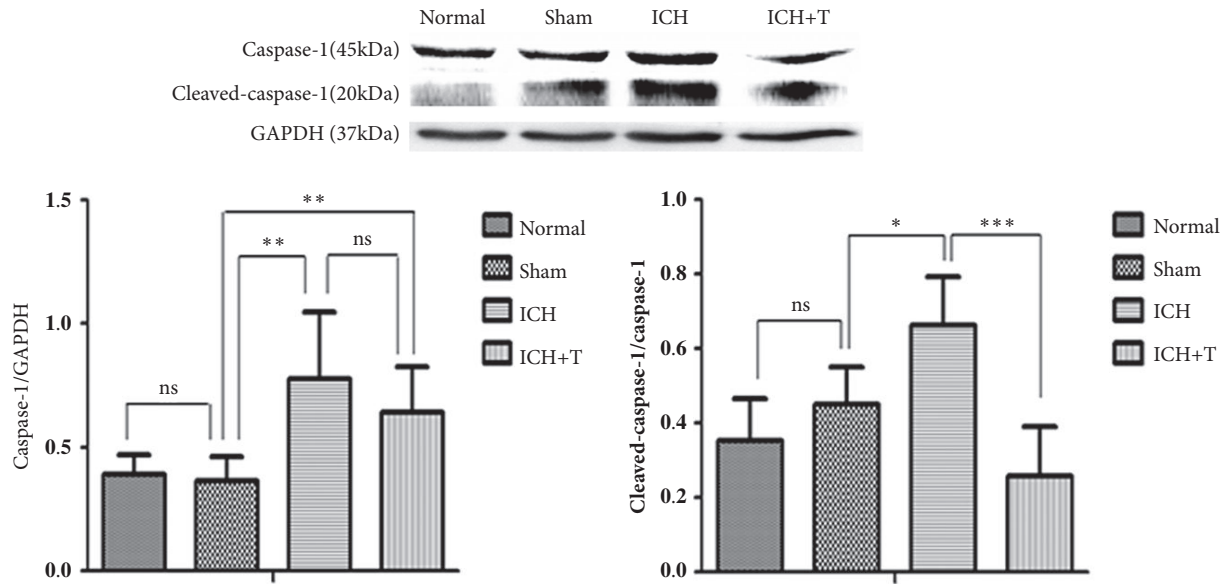 Normal Sham ICH ICH+T
Caspase-1(45kDa)
Cleaved-caspase-1(20kDa)
GAPDH (37kDa)
Caspase-1/GAPDH
1.5
1.0
0.5
0.0
**
**
ns
ns
Normal
Sham
ICH
ICH+T
Cleaved-caspase-1/caspase-1
1.0
0.8
0.6
0.4
0.2
0.0
*
***
ns
Normal
Sham
ICH
ICH+T